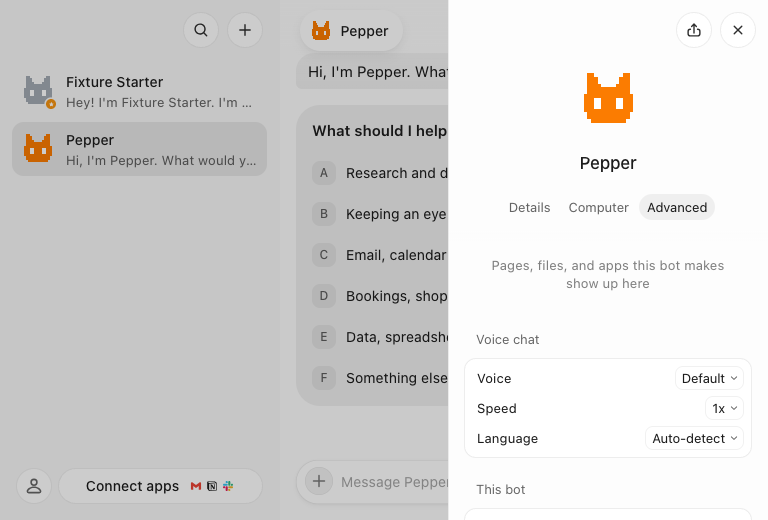 Fixture Starter
Hey! I'm Fixture Starter. I'm ...
Pepper
Hi, I'm Pepper. What would y...
Connect apps
Pepper
Hi, I'm Pepper. What
What should I help
A Research and d
B Keeping an eye
C Email, calendar
D Bookings, shop
E Data, spreadsh
F Something else
Message Pepper
Pepper
Details Computer Advanced
Pages, files, and apps this bot makes
show up here
Voice chat
Voice Default
Speed 1x
Language Auto-detect
This bot